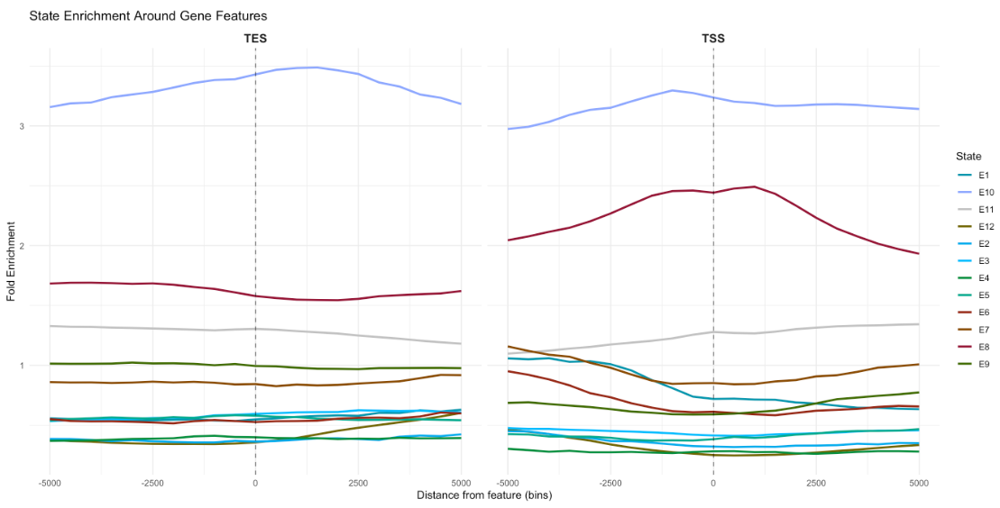 State Enrichment Around Gene Features
TES
TSS
Fold Enrichment
3
2
1
-5000
-2500
0
2500
5000
-5000
-2500
0
2500
5000
Distance from feature (bins)
State
E1
E10
E11
E12
E2
E3
E4
E5
E6
E7
E8
E9